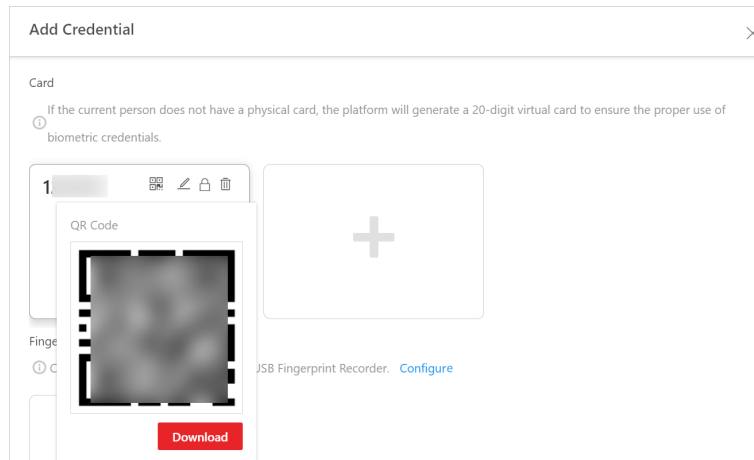 Add Credential
Card
If the current person does not have a physical card, the platform will generate a 20-digit virtual card to ensure the proper use of
biometric credentials.
1
QR Code
USB Fingerprint Recorder. Configure
Download